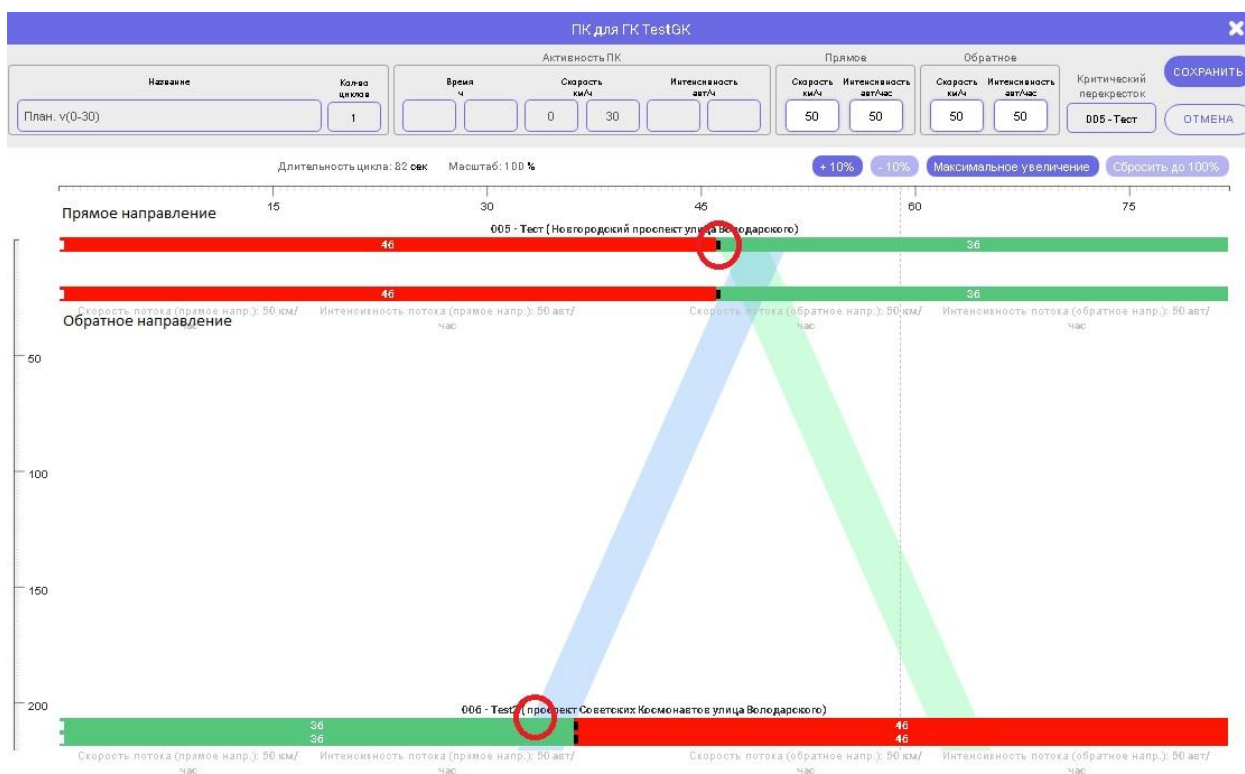 ПК для ГК TestGK
Активность ПК
Прямое
Обратное
Название
Кол-во
циклов
Время
ч
Скорость
км/ч
Интенсивность
авт/ч
Скорость
км/ч
Интенсивность
авт/час
Скорость
км/ч
Интенсивность
авт/час
Критический
перекресток
СОХРАНИТЬ
План. v(0-30)
1
0
30
50
50
50
50
005 - Тест
ОТМЕНА
Длительность цикла: 82 сек
Масштаб: 100 %
+ 10%
- 10%
Максимальное увеличение
Сбросить до 100%
15
30
45
60
75
Прямое направление
005 - Тест ( Новгородский проспект улица Володарского)
46
36
46
36
Скорость потока (прямое напр.): 50 км/
час
Интенсивность потока (прямое напр.): 50 авт/
час
Скорость потока (обратное напр.): 50 км/
час
Интенсивность потока (обратное напр.): 50 авт/
час
Обратное направление
50
100
150
200
006 - Test2 ( проспект Советских Космонавтов улица Володарского)
36
46
36
46
Скорость потока (прямое напр.): 50 км/
час
Интенсивность потока (прямое напр.): 50 авт/
час
Скорость потока (обратное напр.): 50 км/
час
Интенсивность потока (обратное напр.): 50 авт/
час